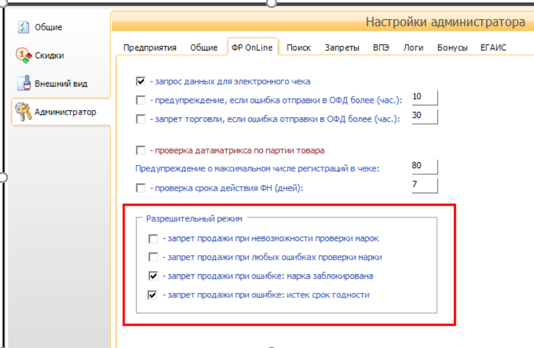 Настройки администратора
Общие
Скидки
Внешний вид
Администратор
Предприятия Общие ФР OnLine Поиск Запреты ВПЭ Логи Бонусы ЕГАИС
- запрос данных для электронного чека
- предупреждение, если ошибка отправки в ОФД более (час.): 10
- запрет торговли, если ошибка отправки в ОФД более (час.): 30
- проверка датаматрикса по партии товара
Предупреждение о максимальном числе регистраций в чеке: 80
- проверка срока действия ФН (дней): 7
Разрешительный режим
- запрет продажи при невозможности проверки марок
- запрет продажи при любых ошибках проверки марки
- запрет продажи при ошибке: марка заблокирована
- запрет продажи при ошибке: истек срок годности